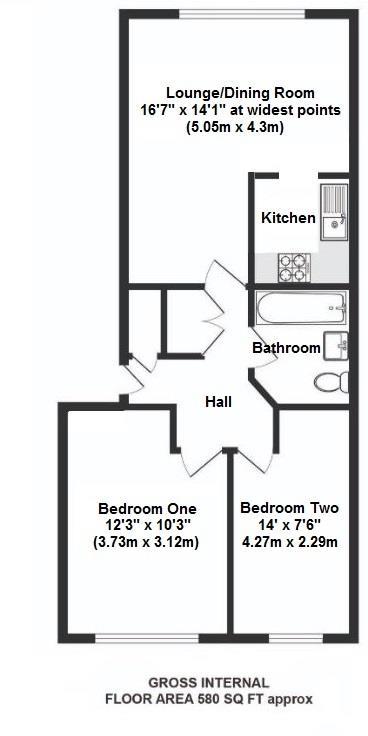 Lounge/Dining Room
16'7" x 14'1" at widest points
(5.05m x 4.3m)
Kitchen
Bathroom
Hall
Bedroom One
12'3" x 10'3"
(3.73m x 3.12m)
Bedroom Two
14' x 7'6"
4.27m x 2.29m
GROSS INTERNAL
FLOOR AREA 580 SQ FT approx